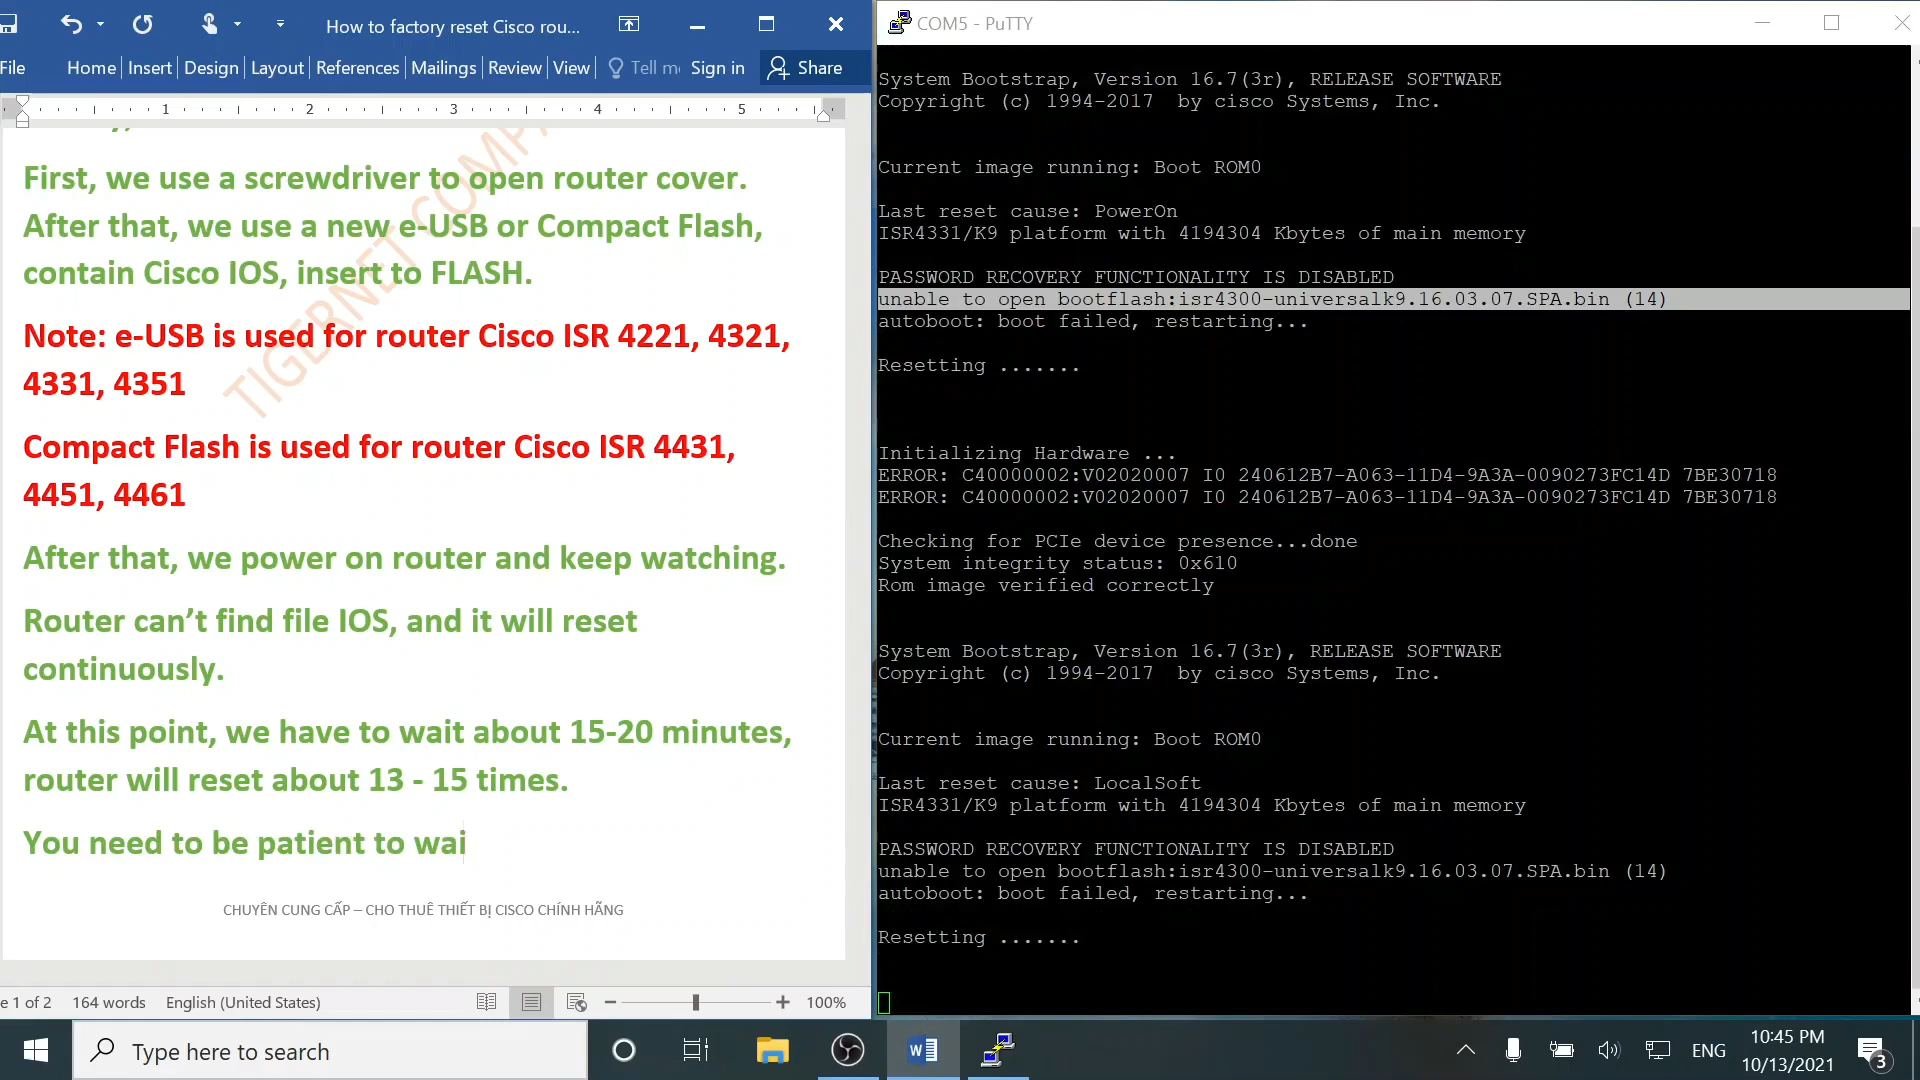 How to factory reset Cisco rou...
File Home Insert Design Layout References Mailings Review View Tell me Sign in Share
1 2 3 4 5
First, we use a screwdriver to open router cover.
After that, we use a new e-USB or Compact Flash,
contain Cisco IOS, insert to FLASH.
Note: e-USB is used for router Cisco ISR 4221, 4321,
4331, 4351
Compact Flash is used for router Cisco ISR 4431,
4451, 4461
After that, we power on router and keep watching.
Router can’t find file IOS, and it will reset
continuously.
At this point, we have to wait about 15-20 minutes,
router will reset about 13 - 15 times.
You need to be patient to wai
TIGERNET COMPA
CHUYÊN CUNG CẤP – CHO THUÊ THIẾT BỊ CISCO CHÍNH HÃNG
e 1 of 2 164 words English (United States) 100%
COM5 - PuTTY
System Bootstrap, Version 16.7(3r), RELEASE SOFTWARE
Copyright (c) 1994-2017 by cisco Systems, Inc.
Current image running: Boot ROM0
Last reset cause: PowerOn
ISR4331/K9 platform with 4194304 Kbytes of main memory
PASSWORD RECOVERY FUNCTIONALITY IS DISABLED
unable to open bootflash:isr4300-universalk9.16.03.07.SPA.bin (14)
autoboot: boot failed, restarting...
Resetting .......
Initializing Hardware ...
ERROR: C40000002:V02020007 I0 240612B7-A063-11D4-9A3A-0090273FC14D 7BE30718
ERROR: C40000002:V02020007 I0 240612B7-A063-11D4-9A3A-0090273FC14D 7BE30718
Checking for PCIe device presence...done
System integrity status: 0x610
Rom image verified correctly
System Bootstrap, Version 16.7(3r), RELEASE SOFTWARE
Copyright (c) 1994-2017 by cisco Systems, Inc.
Current image running: Boot ROM0
Last reset cause: LocalSoft
ISR4331/K9 platform with 4194304 Kbytes of main memory
PASSWORD RECOVERY FUNCTIONALITY IS DISABLED
unable to open bootflash:isr4300-universalk9.16.03.07.SPA.bin (14)
autoboot: boot failed, restarting...
Resetting .......
Type here to search
ENG
10:45 PM
10/13/2021
3